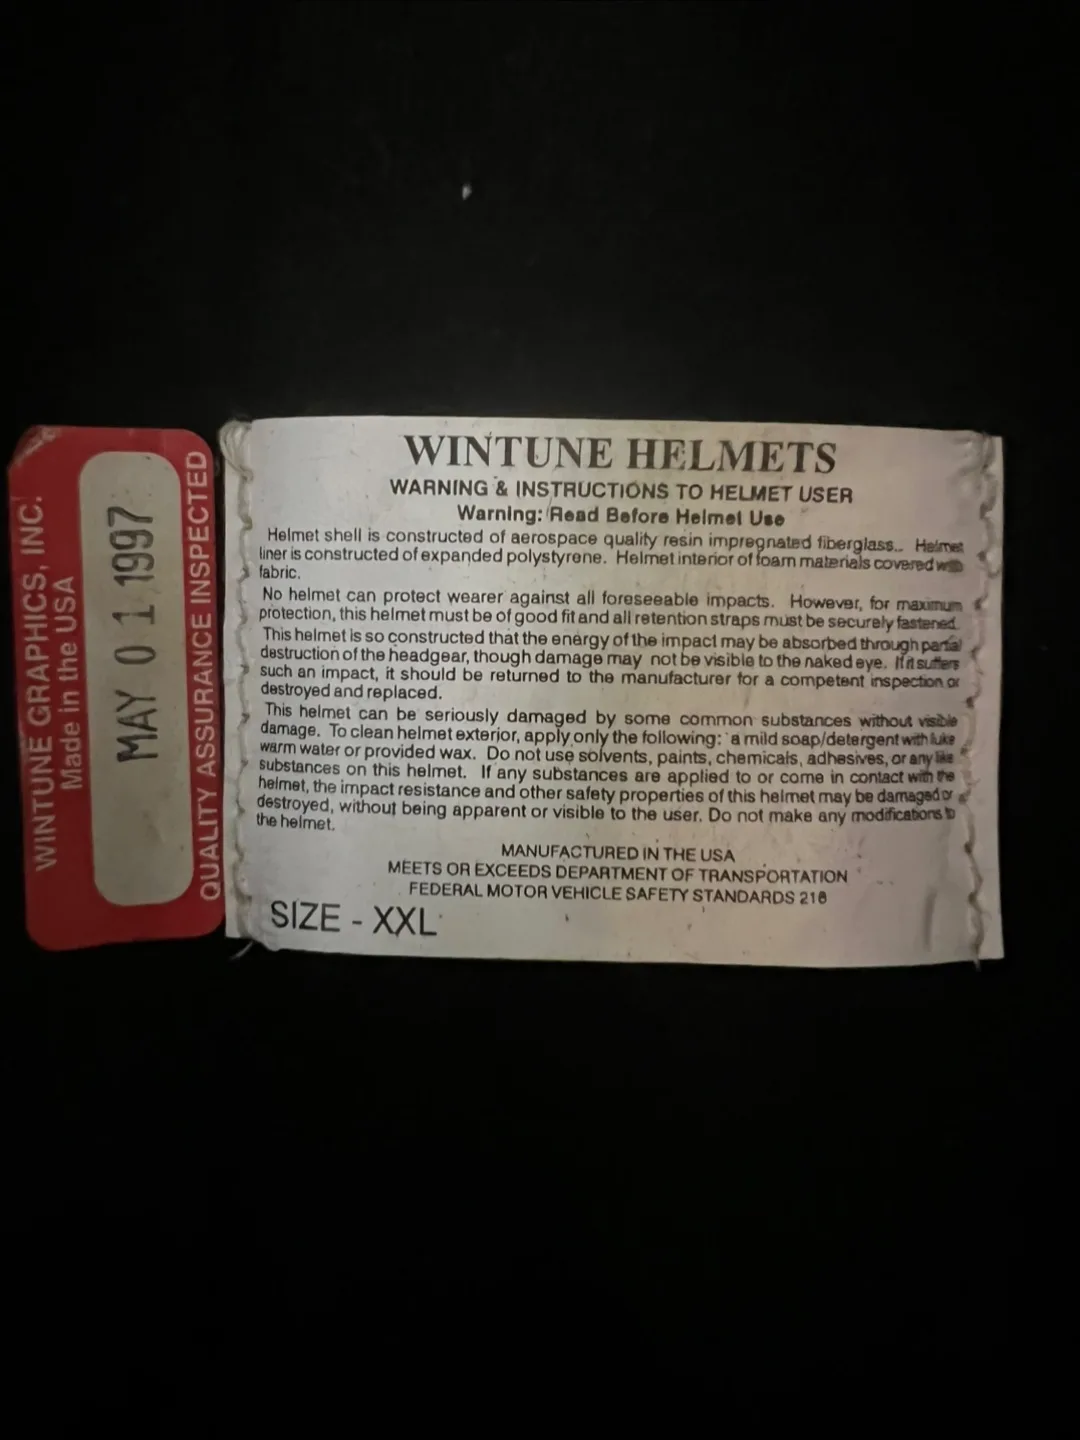 WINTUNE GRAPHICS, INC.
Made in the USA
MAY 01 1997
QUALITY ASSURANCE INSPECTED
WINTUNE HELMETS
WARNING & INSTRUCTIONS TO HELMET USER
Warning: Read Before Helmet Use
Helmet shell is constructed of aerospace quality resin impregnated fiberglass.. Helmet
liner is constructed of expanded polystyrene. Helmet interior of foam materials covered with
fabric.
No helmet can protect wearer against all foreseeable impacts. However, for maximum
protection, this helmet must be of good fit and all retention straps must be securely fastened.
This helmet is so constructed that the energy of the impact may be absorbed through partial
destruction of the headgear, though damage may not be visible to the naked eye. If it suffers
such an impact, it should be returned to the manufacturer for a competent inspection or
destroyed and replaced.
This helmet can be seriously damaged by some common substances without visible
damage. To clean helmet exterior, apply only the following: a mild soap/detergent with luke
warm water or provided wax. Do not use solvents, paints, chemicals, adhesives, or any like
substances on this helmet. If any substances are applied to or come in contact with the
helmet, the impact resistance and other safety properties of this helmet may be damaged or
destroyed, without being apparent or visible to the user. Do not make any modifications to
the helmet.
MANUFACTURED IN THE USA
MEETS OR EXCEEDS DEPARTMENT OF TRANSPORTATION
FEDERAL MOTOR VEHICLE SAFETY STANDARDS 218
SIZE - XXL